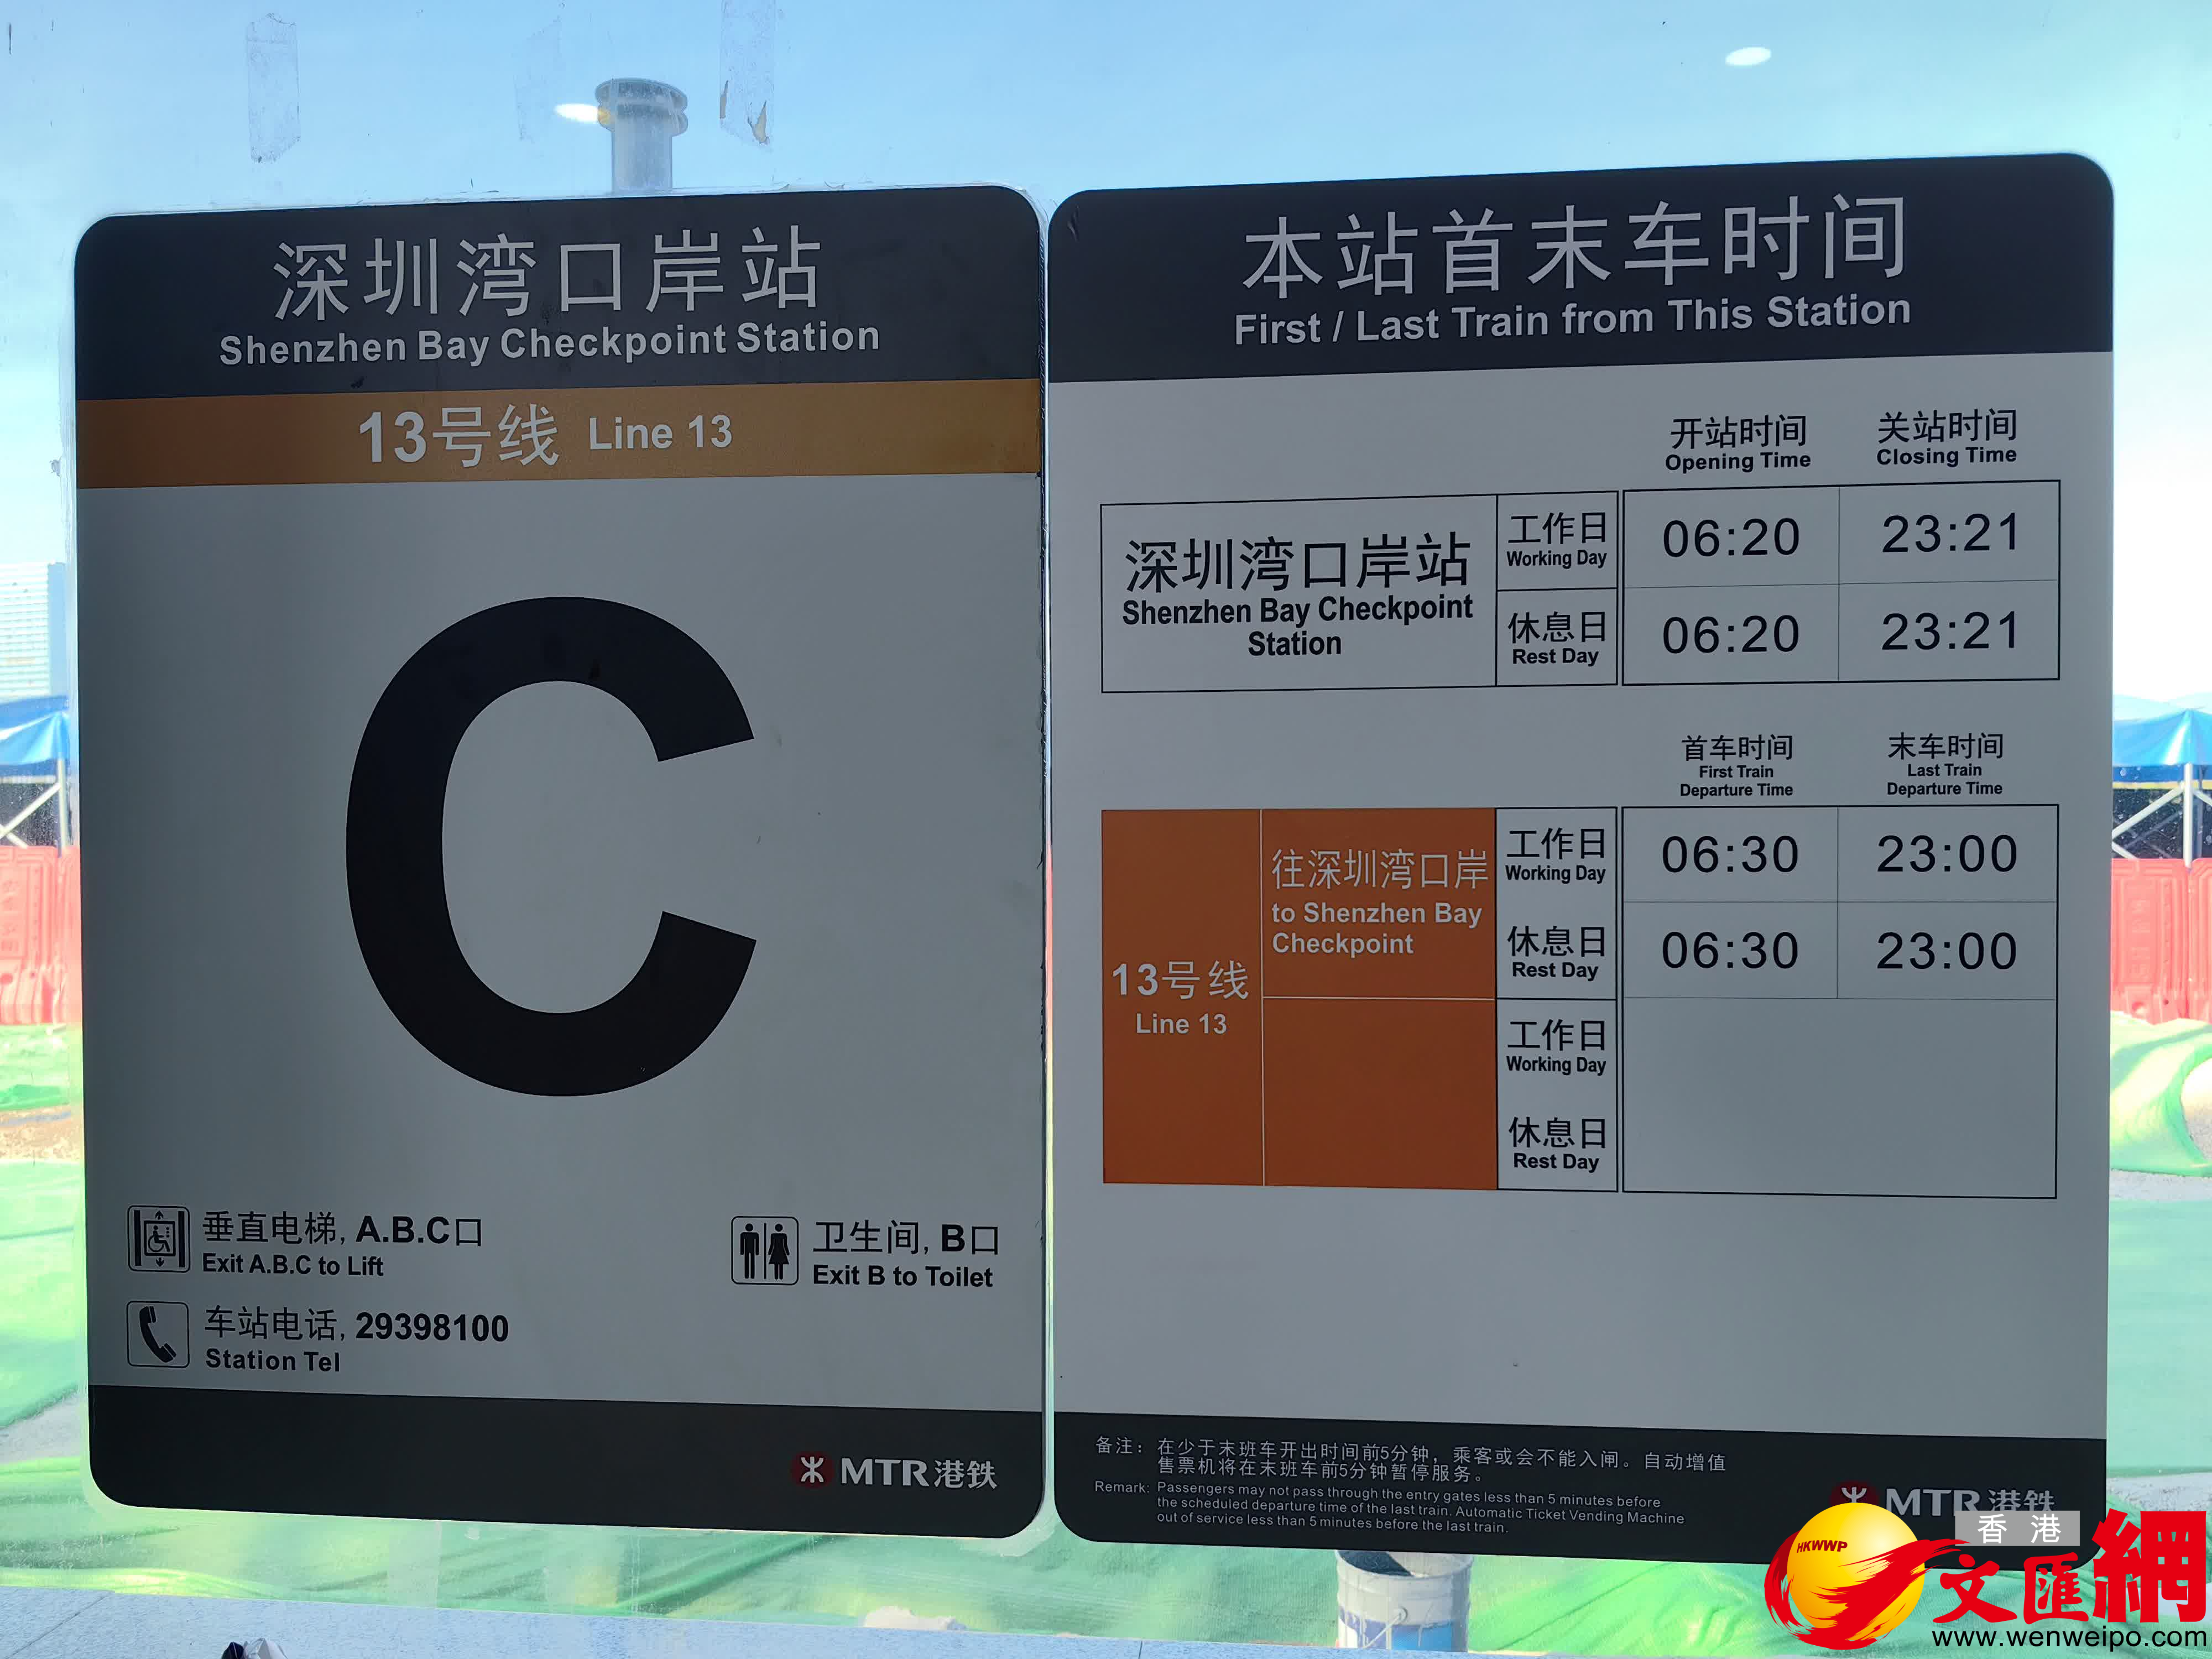 深圳湾口岸站
Shenzhen Bay Checkpoint Station
13号线 Line 13
C
垂直电梯, A.B.C口
Exit A.B.C to Lift
卫生间, B口
Exit B to Toilet
车站电话, 29398100
Station Tel
MTR 港铁
本站首末车时间
First / Last Train from This Station
开站时间 关站时间
Opening Time Closing Time
深圳湾口岸站
Shenzhen Bay Checkpoint
Station
工作日
Working Day
06:20 23:21
休息日
Rest Day
06:20 23:21
首车时间 末车时间
First Train Last Train
Departure Time Departure Time
13号线
Line 13
往深圳湾口岸
to Shenzhen Bay
Checkpoint
工作日
Working Day
06:30 23:00
休息日
Rest Day
06:30 23:00
工作日
Working Day
休息日
Rest Day
备注: 在少于末班车开出时间前5分钟，乘客或会不能入闸。自动增值
售票机将在末班车前5分钟暂停服务。
Remark: Passengers may not pass through the entry gates less than 5 minutes before
the scheduled departure time of the last train. Automatic Ticket Vending Machine
out of service less than 5 minutes before the last train.
MTR 港铁
HKWWP
香港
文匯網
www.wenweipo.com